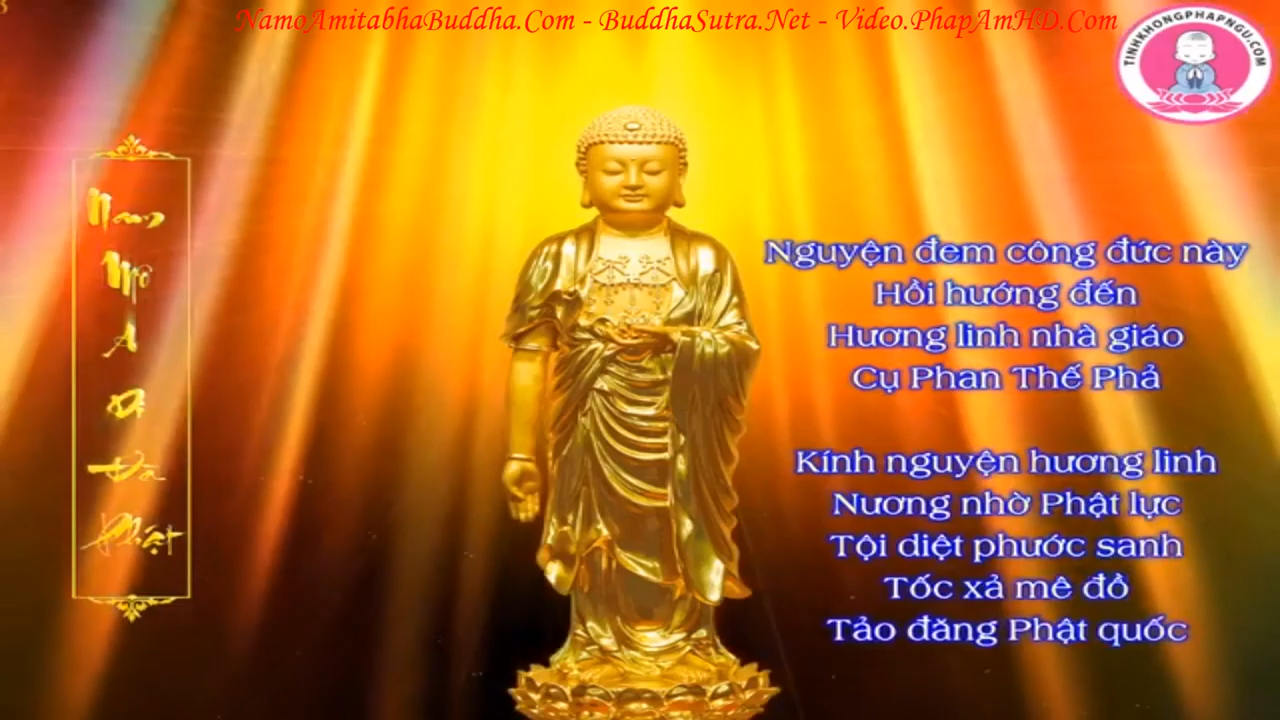 NamoAmitabhaBuddha.Com - BuddhaSutra.Net - Video.PhapAmHD.Com
TINHKHONGPHAPNGU.COM
Nam
Mô
A
Di
Đà
Phật
Nguyện đem công đức này
Hồi hướng đến
Hương linh nhà giáo
Cụ Phan Thế Phả
Kính nguyện hương linh
Nương nhờ Phật lực
Tội diệt phước sanh
Tốc xả mê đồ
Tảo đăng Phật quốc